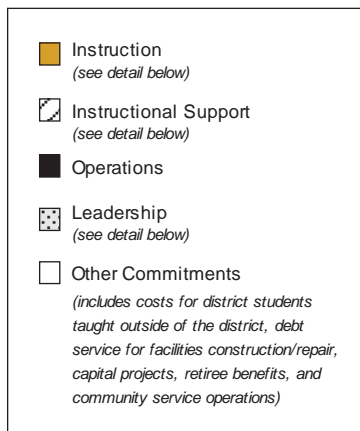 Instruction
(see detail below)
Instructional Support
(see detail below)
Operations
Leadership
(see detail below)
Other Commitments
(includes costs for district students
taught outside of the district, debt
service for facilities construction/repair,
capital projects, retiree benefits, and
community service operations)